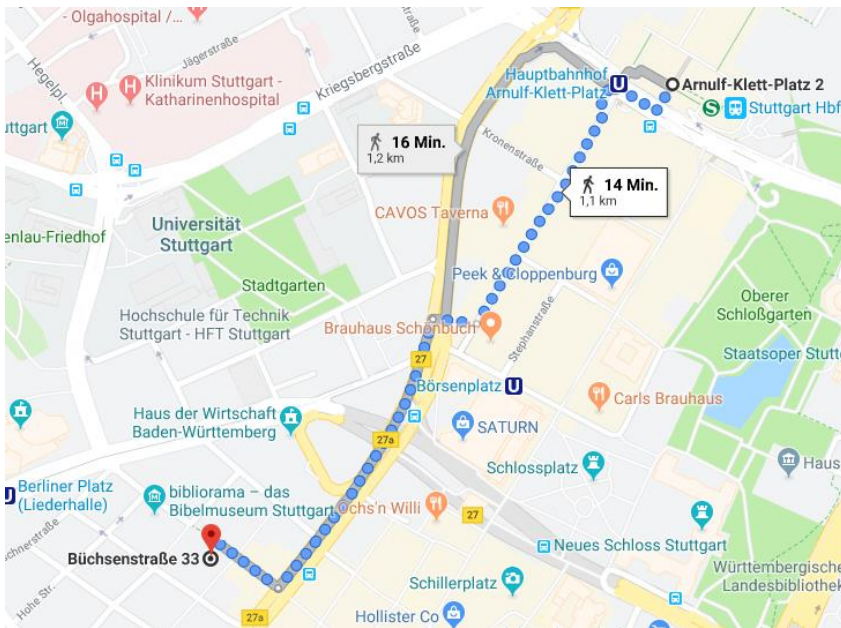 - Olgahospital /...
Jägerstraße
Hegelpl.
Klinikum Stuttgart -
Katharinenhospital
Kriegsbergstraße
Hauptbahnhof
Arnulf-Klett-Platz
U
Arnulf-Klett-Platz 2
S
Stuttgart Hbf
uttgart
H
H
16 Min.
1,2 km
Kronenstraße
14 Min.
1,1 km
enlau-Friedhof
Universität
Stuttgart
CAVOS Taverna
Stadtgarten
Peek & Cloppenburg
Oberer
Schloßgarten
Hochschule für Technik
Stuttgart - HFT Stuttgart
Brauhaus Schönbuch
Stephanstraße
Staatsoper Stutt
27
Börsenplatz
U
Carls Brauhaus
Haus der Wirtschaft
Baden-Württemberg
27a
SATURN
Schlossplatz
Haus
U
Berliner Platz
(Liederhalle)
bibliorama – das
Bibelmuseum Stuttgart
Ochs'n Willi
27
Neues Schloss Stuttgart
Büchsenstraße 33
Württembergische
Landesbibliothek
Schillerplatz
Hohe Str.
27a
Hollister Co